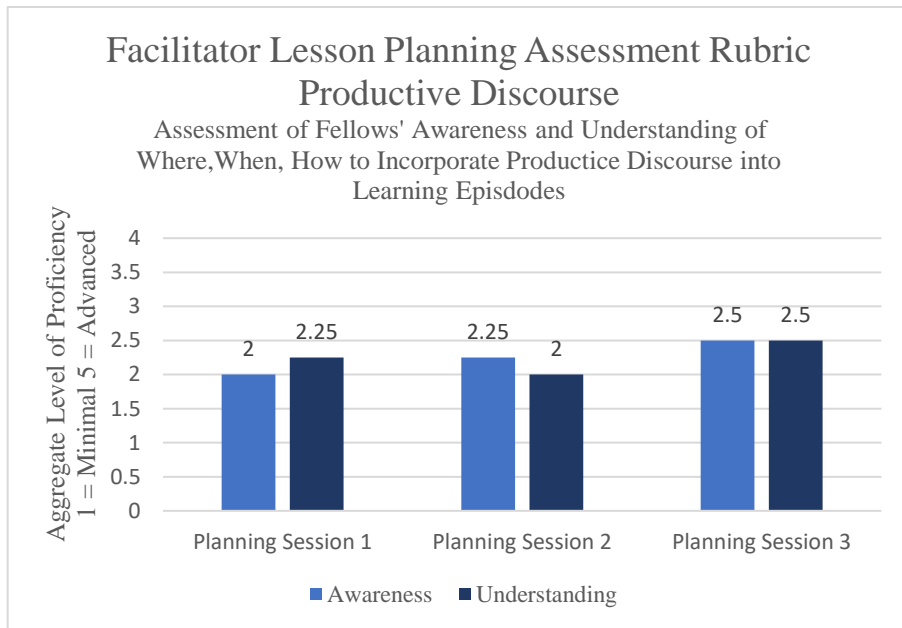 Facilitator Lesson Planning Assessment Rubric
Productive Discourse
Assessment of Fellows' Awareness and Understanding of
Where,When, How to Incorporate Productice Discourse into
Learning Episdodes
Aggregate Level of Proficiency
1 = Minimal 5 = Advanced
4
3.5
3
2.5
2
1.5
1
0.5
0
2
2.25
2.25
2
2.5
2.5
Planning Session 1
Planning Session 2
Planning Session 3
Awareness
Understanding